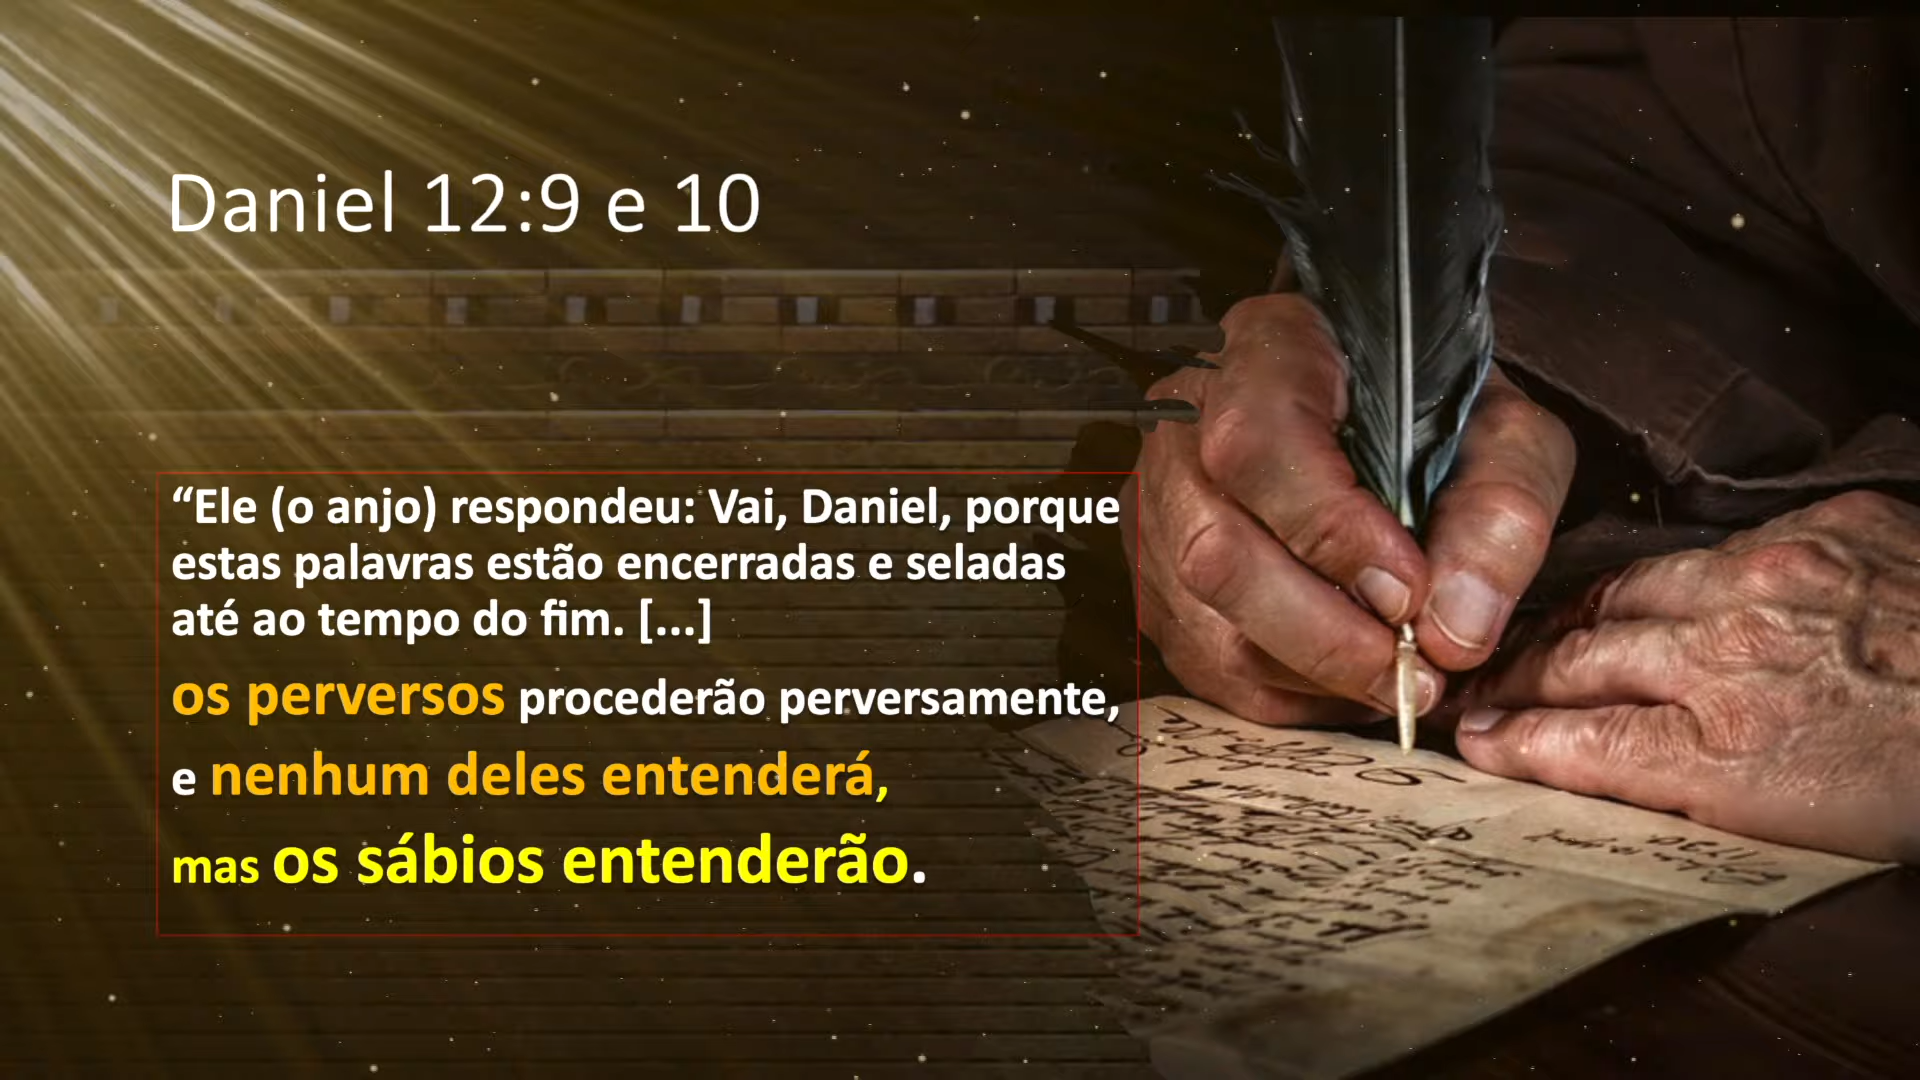 Daniel 12:9 e 10
“Ele (o anjo) respondeu: Vai, Daniel, porque
estas palavras estão encerradas e seladas
até ao tempo do fim. [...]
os perversos procederão perversamente,
e nenhum deles entenderá,
mas os sábios entenderão.